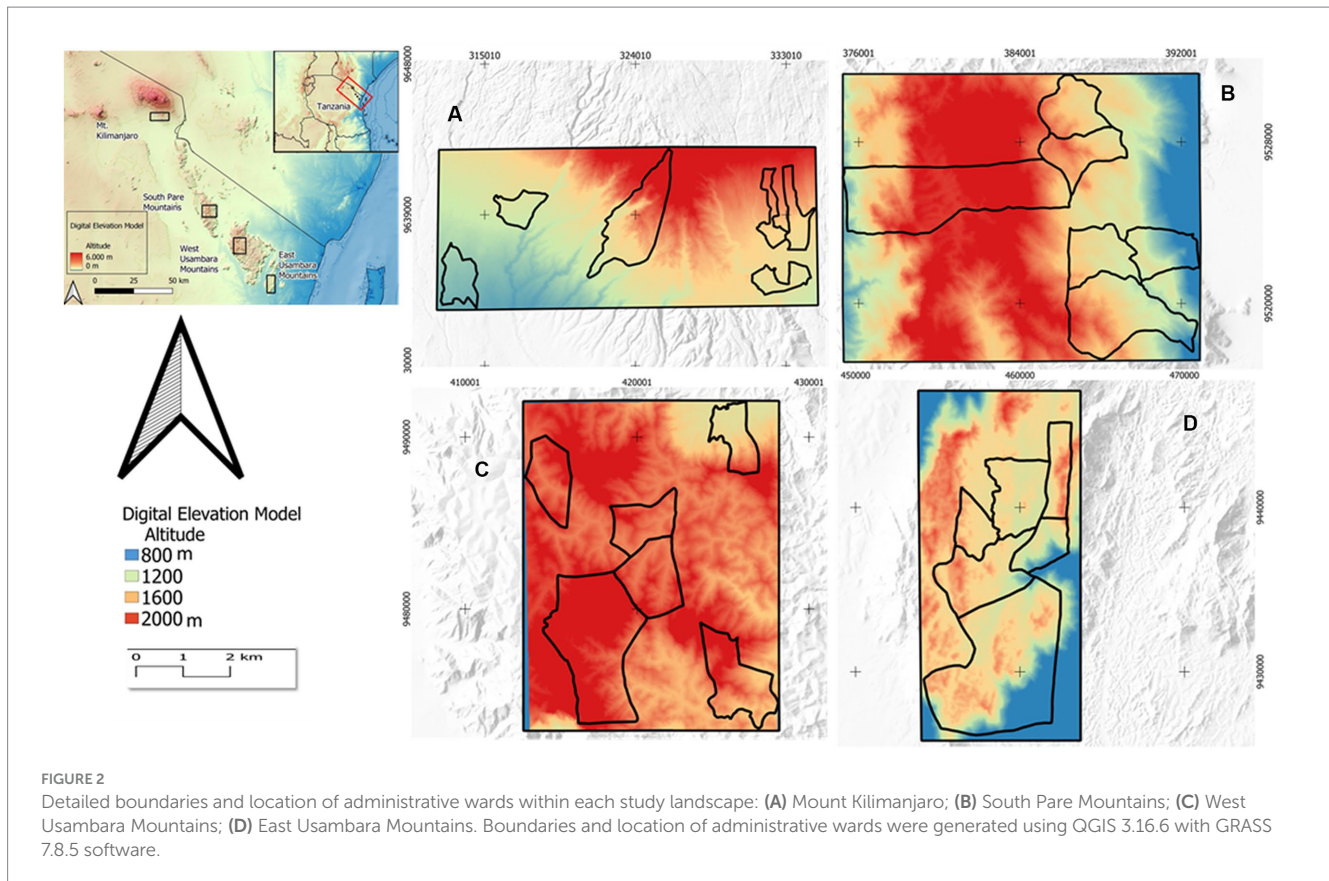 Mt.
Kilimanjaro
Tanzania
South Pare
Mountains
West
Usambara
Mountains
East
Usambara
Mountains
Digital Elevation Model
Altitude
6.000 m
0 m
0 25 50 km
Digital Elevation Model
Altitude
800 m
1200
1600
2000 m
0 1 2 km
315010 324010 333010
9648000
9639000
30000
A
376001 384001 392001
B
9528000
9520000
410001 420001 430001
9490000
9480000
C
450000 460000 470000
D
9440000
9430000
FIGURE 2
Detailed boundaries and location of administrative wards within each study landscape: (A) Mount Kilimanjaro; (B) South Pare Mountains; (C) West
Usambara Mountains; (D) East Usambara Mountains. Boundaries and location of administrative wards were generated using QGIS 3.16.6 with GRASS
7.8.5 software.